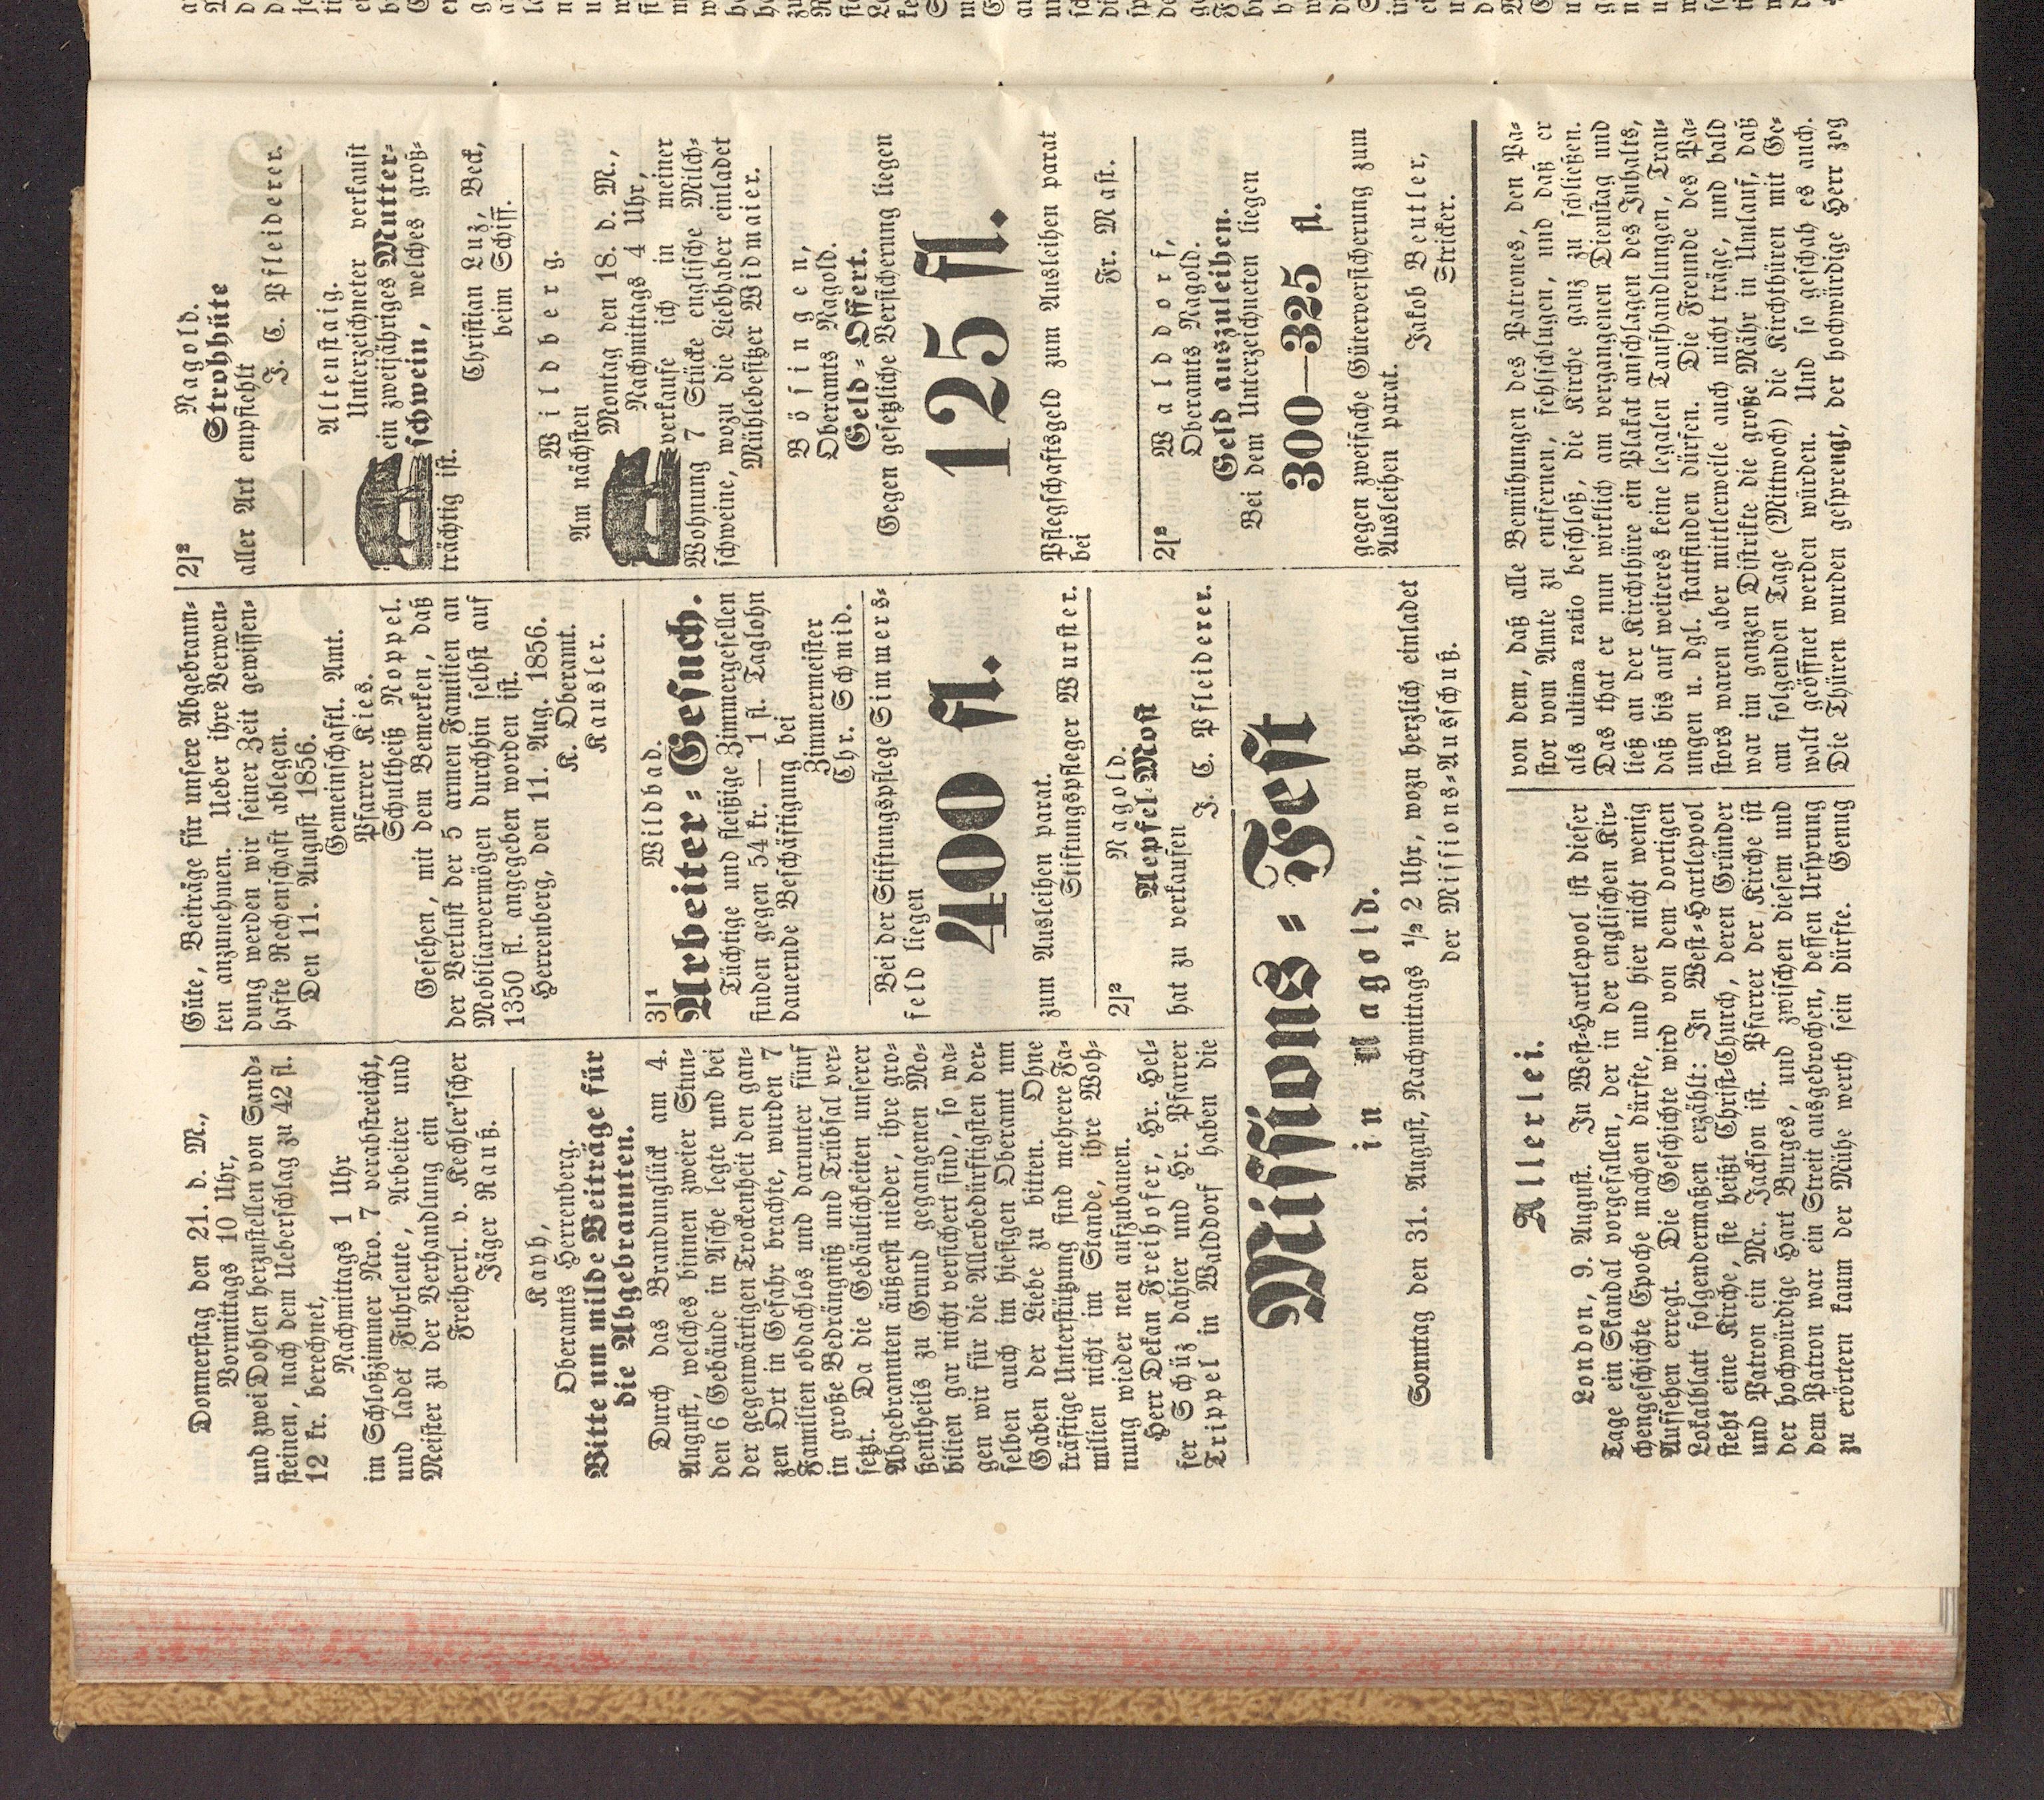 Donnerstag den 21. d. M.,
Vormittags 10 Uhr,
und zwei Dohlen herzustellen von Sand-
steinen, nach dem Ueberschlag zu 42 fl.
12 kr. berechnet,
Nachmittags 1 Uhr
im Schloßzimmer Nro. 7 verabstreicht,
und ladet Fuhrleute, Arbeiter und
Meister zu der Verhandlung ein
Freiherrl. v. Kechler'scher
Jäger Rauß.
Kayh,
Oberamts Herrenberg.
Bitte um milde Beiträge für
die Abgebrannten.
Durch das Brandunglück am 4.
August, welches binnen zweier Stun-
den 6 Gebäude in Asche legte und bei
der gegenwärtigen Trockenheit den gan-
zen Ort in Gefahr brachte, wurden 7
Familien obdachlos und darunter fünf
in große Bedrängniß und Trübsal ver-
setzt. Da die Gebäulichkeiten unserer
Abgebrannten äußerst nieder, ihre grö-
ßentheils zu Grund gegangenen Mo-
bilien gar nicht versichert sind, so wa-
gen wir für die Allerbedürftigsten der-
selben auch im hiesigen Oberamt um
Gaben der Liebe zu bitten. Ohne
kräftige Unterstützung sind mehrere Fa-
milien nicht im Stande, ihre Woh-
nung wieder neu aufzubauen.
Herr Dekan Freihofer, Hr. Hel-
fer Schüz dahier und Hr. Pfarrer
Trippel in Walddorf haben die
Güte, Beiträge für unsere Abgebrann-
ten anzunehmen. Ueber ihre Verwen-
dung werden wir seiner Zeit gewissen-
hafte Rechenschaft ablegen.
Den 11. August 1856.
Gemeinschaftl. Amt.
Pfarrer Kies.
Schultheiß Noppel.
Gesehen, mit dem Bemerken, daß
der Verlust der 5 armen Familien an
Mobiliarvermögen durchhin selbst auf
1350 fl. angegeben worden ist.
Herrenberg, den 11. Aug. 1856.
K. Oberamt.
Kausler.
3]¹ Wildbad.
Arbeiter-Gesuch.
Tüchtige und fleißige Zimmergesellen
finden gegen 54 kr. — 1 fl. Taglohn
dauernde Beschäftigung bei
Zimmermeister
Chr. Schmid.
Bei der Stiftungspflege Simmers-
feld liegen
400 fl.
zum Ausleihen parat.
Stiftungspfleger Wurster.
2]² Nagold.
Aepfel-Most
hat zu verkaufen
J. C. Pfleiderer.
2]² Nagold.
Strohhüte
aller Art empfiehlt
J. C. Pfleiderer.
Altenstaig.
Unterzeichneter verkauft
ein zweijähriges Mutter-
schwein, welches groß-
trächtig ist.
Christian Luz, Beck,
beim Schiff.
Wildberg.
Am nächsten
Montag den 18. d. M.,
Nachmittags 4 Uhr,
verkaufe ich in meiner
Wohnung 7 Stücke englische Milch-
schweine, wozu die Liebhaber einladet
Mühlebesitzer Widmaier.
Bösingen,
Oberamts Nagold.
Geld-Offert.
Gegen gesetzliche Versicherung liegen
125 fl.
Pflegschaftsgeld zum Ausleihen parat
bei
Fr. Mast.
2]² Walddorf,
Oberamts Nagold.
Geld auszuleihen.
Bei dem Unterzeichneten liegen
300—325 fl.
gegen zweifache Güterversicherung zum
Ausleihen parat.
Jakob Beutler,
Stricker.
Missions-Fest
in Nagold.
Sonntag den 31. August, Nachmittags ½ 2 Uhr, wozu herzlich einladet
der Missions-Ausschuß.
Allerlei.
London, 9. August. In West-Hartlepool ist dieser
Tage ein Skandal vorgefallen, der in der englischen Kir-
chengeschichte Epoche machen dürfte, und hier nicht wenig
Aufsehen erregt. Die Geschichte wird von dem dortigen
Lokalblatt folgendermaßen erzählt: In West-Hartlepool
steht eine Kirche, sie heißt Christ-Church, deren Gründer
und Patron ein Mr. Jackson ist. Pfarrer der Kirche ist
der hochwürdige Hart Burges, und zwischen diesem und
dem Patron war ein Streit ausgebrochen, dessen Ursprung
zu erörtern kaum der Mühe werth sein dürfte. Genug
von dem, daß alle Bemühungen des Patrones, den Pa-
stor vom Amte zu entfernen, fehlschlugen, und daß er
als ultima ratio beschloß, die Kirche ganz zu schließen.
Das that er nun wirklich am vergangenen Dienstag und
ließ an der Kirchthüre ein Plakat anschlagen des Inhalts,
daß bis auf weiteres keine legalen Taufhandlungen, Trau-
ungen u. dgl. stattfinden dürfen. Die Freunde des Pa-
stors waren aber mittlerweile auch nicht träge, und bald
war im ganzen Distrikte die große Mähr in Umlauf, daß
am folgenden Tage (Mittwoch) die Kirchthüren mit Ge-
walt geöffnet werden würden. Und so geschah es auch.
Die Thüren wurden gesprengt, der hochwürdige Herr zog